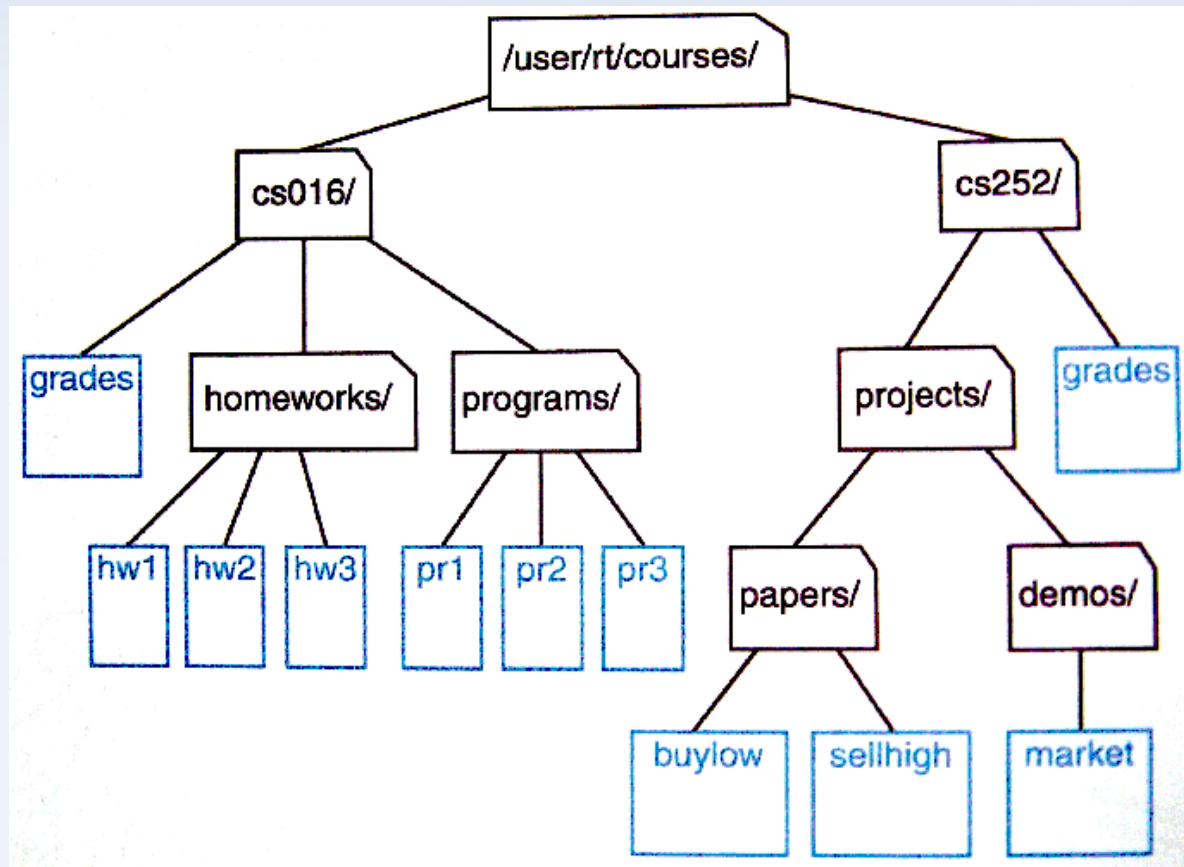 /user/rt/courses/
cs016/
cs252/
grades
homeworks/
programs/
projects/
grades
hw1
hw2
hw3
pr1
pr2
pr3
papers/
demos/
buylow
sellhigh
market